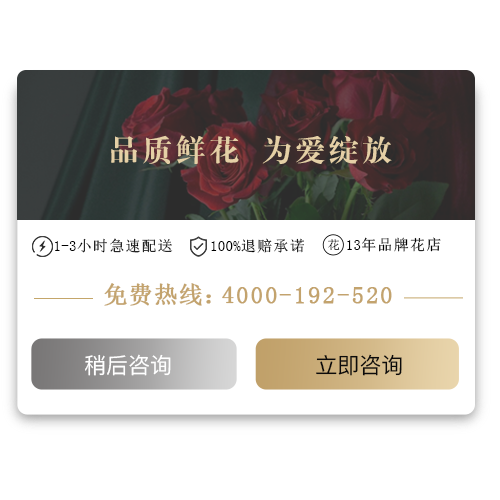 品质鲜花 为爱绽放
1-3小时急速配送 100%退赔承诺 花 13年品牌花店
免费热线：4000-192-520
稍后咨询 立即咨询